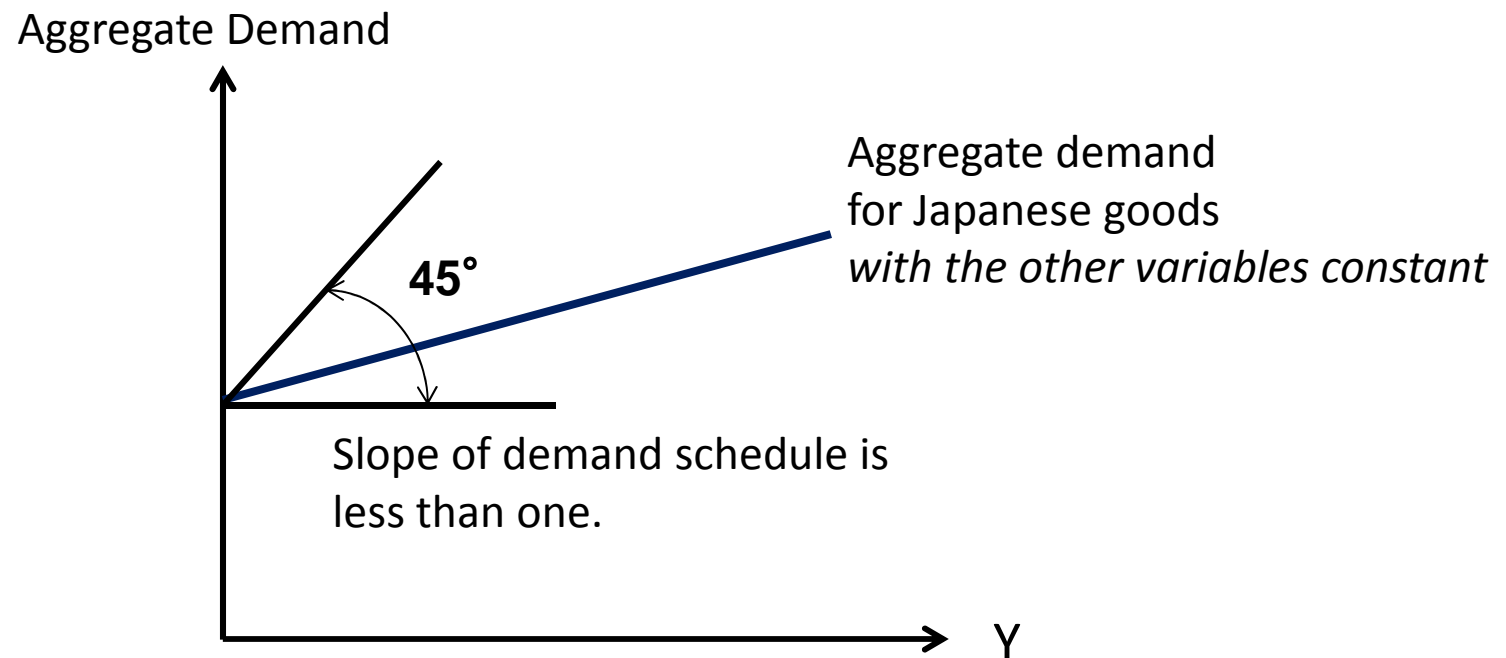 Aggregate Demand
Aggregate demand
for Japanese goods
with the other variables constant
45°
Slope of demand schedule is
less than one.
Y